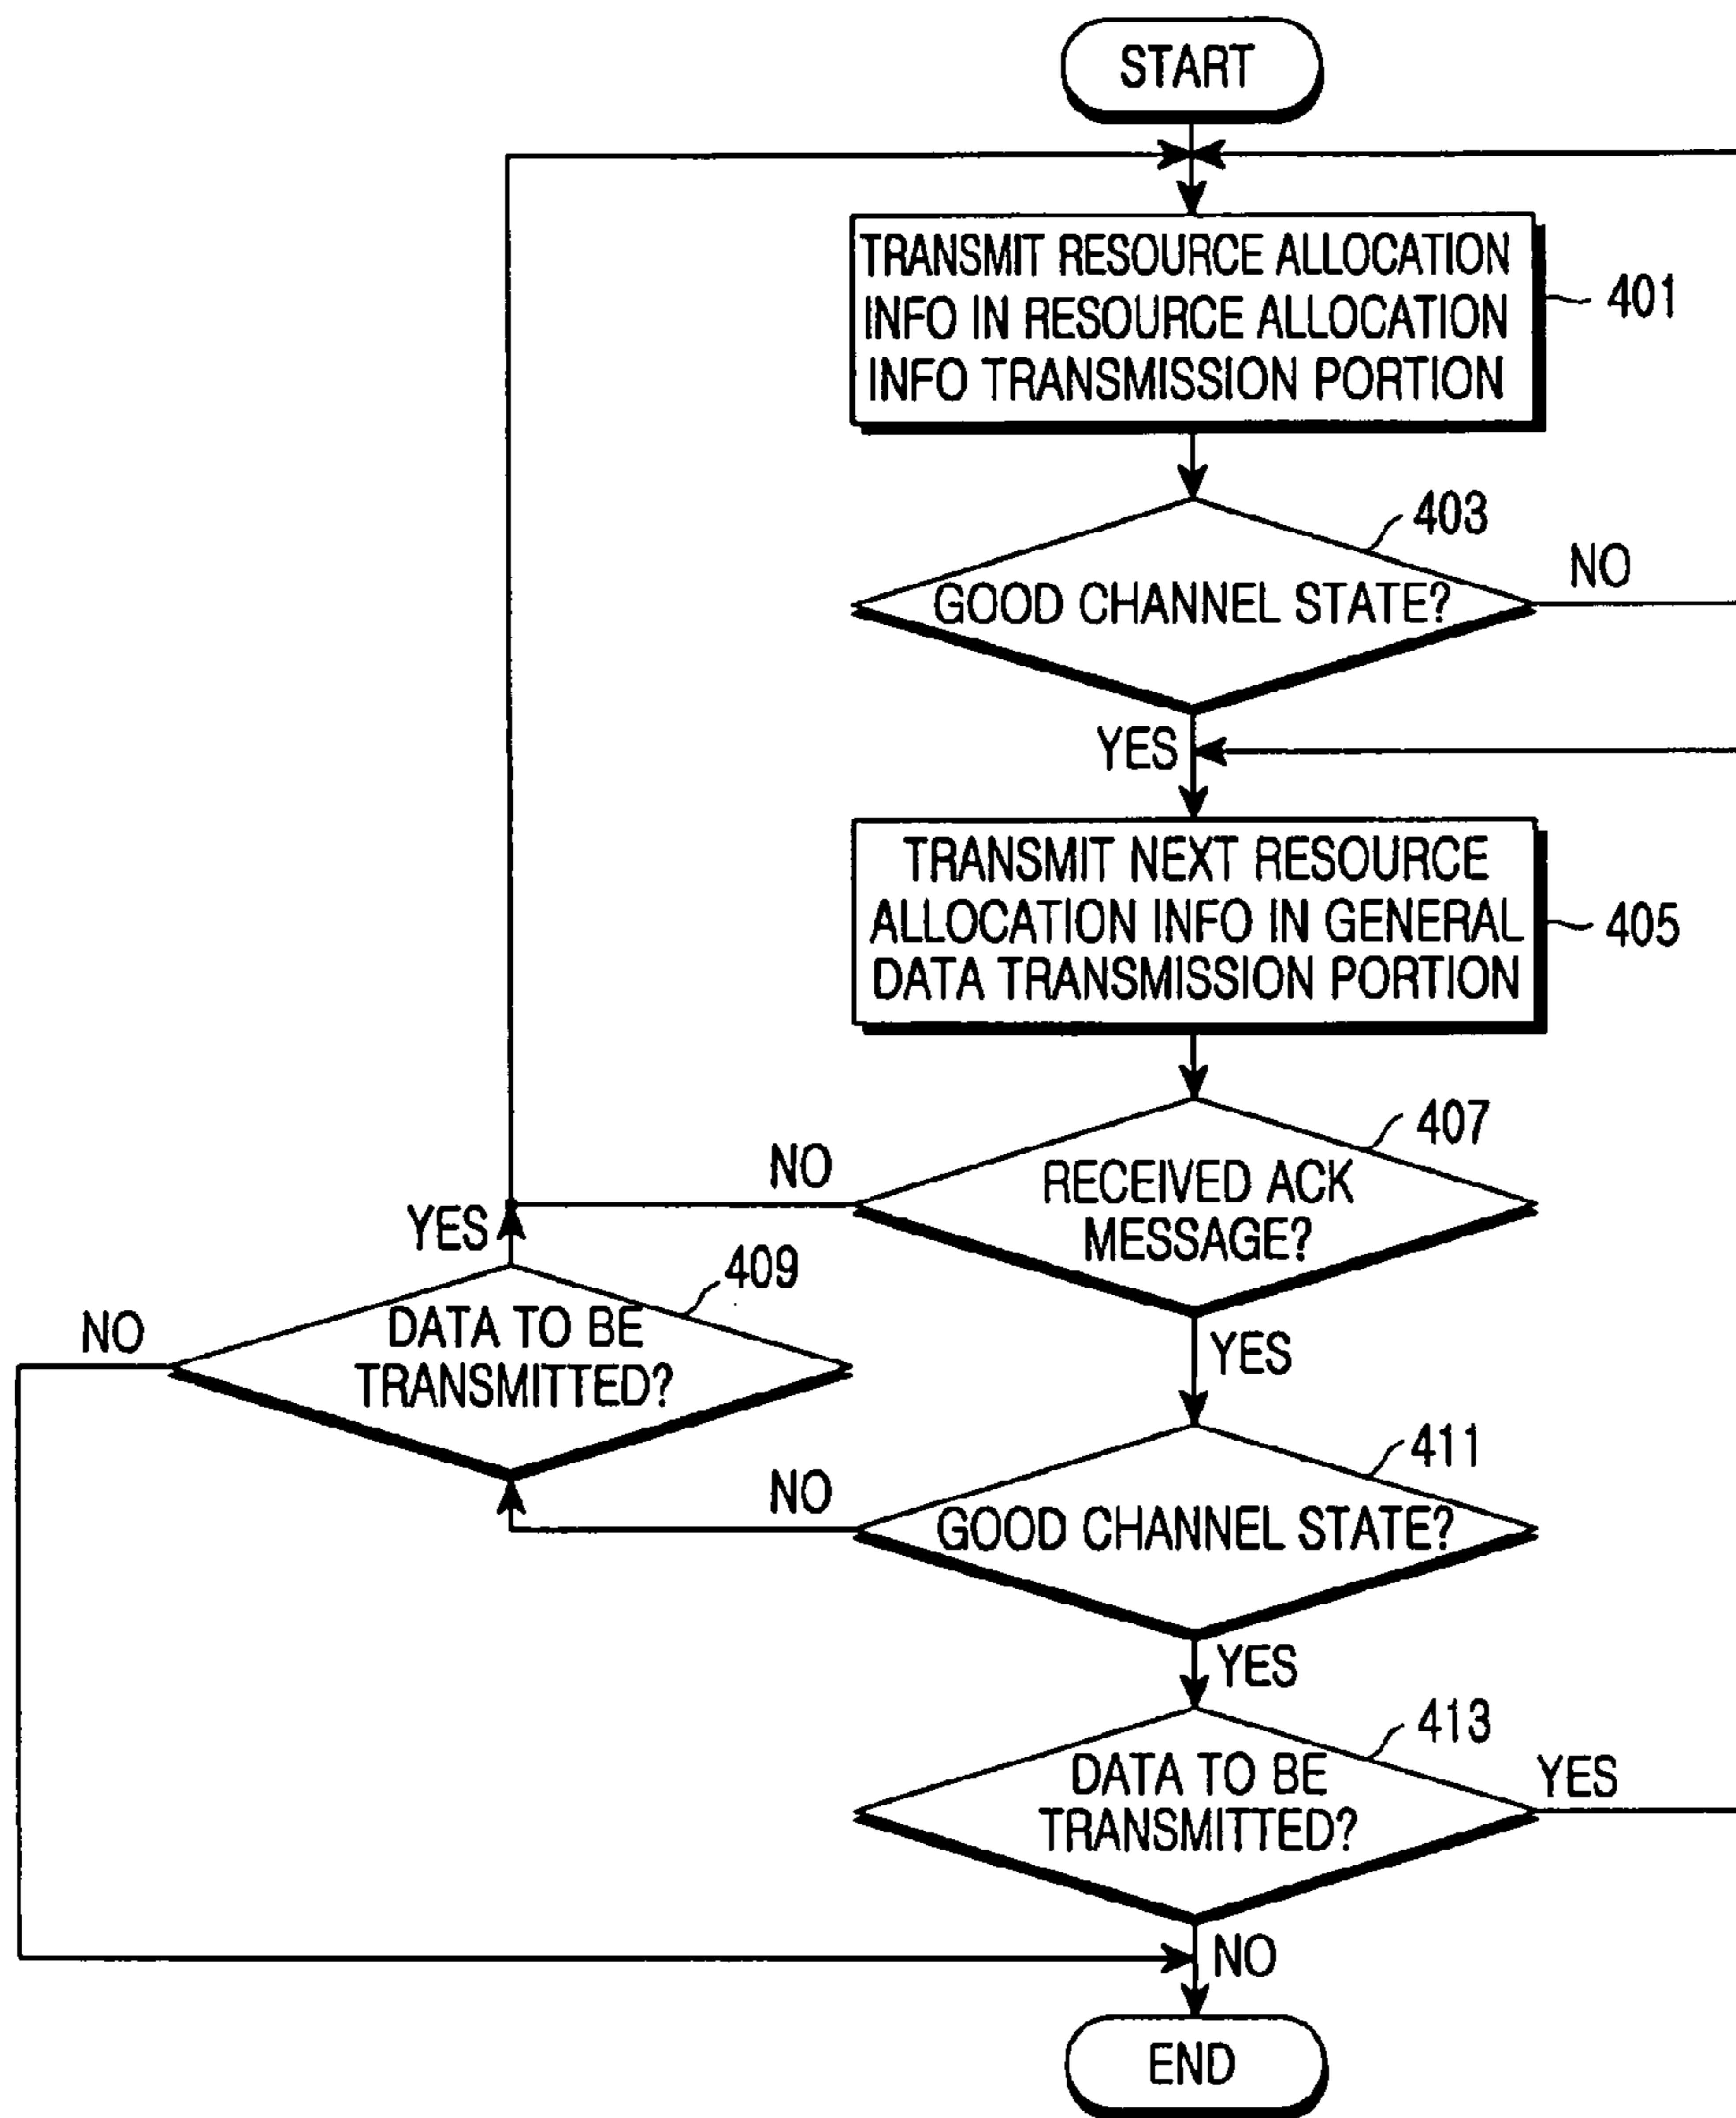 START
TRANSMIT RESOURCE ALLOCATION
INFO IN RESOURCE ALLOCATION
INFO TRANSMISSION PORTION
401
403
GOOD CHANNEL STATE?
NO
YES
TRANSMIT NEXT RESOURCE
ALLOCATION INFO IN GENERAL
DATA TRANSMISSION PORTION
405
407
RECEIVED ACK
MESSAGE?
NO
YES
YES
409
DATA TO BE
TRANSMITTED?
NO
411
GOOD CHANNEL STATE?
NO
YES
413
DATA TO BE
TRANSMITTED?
YES
NO
END